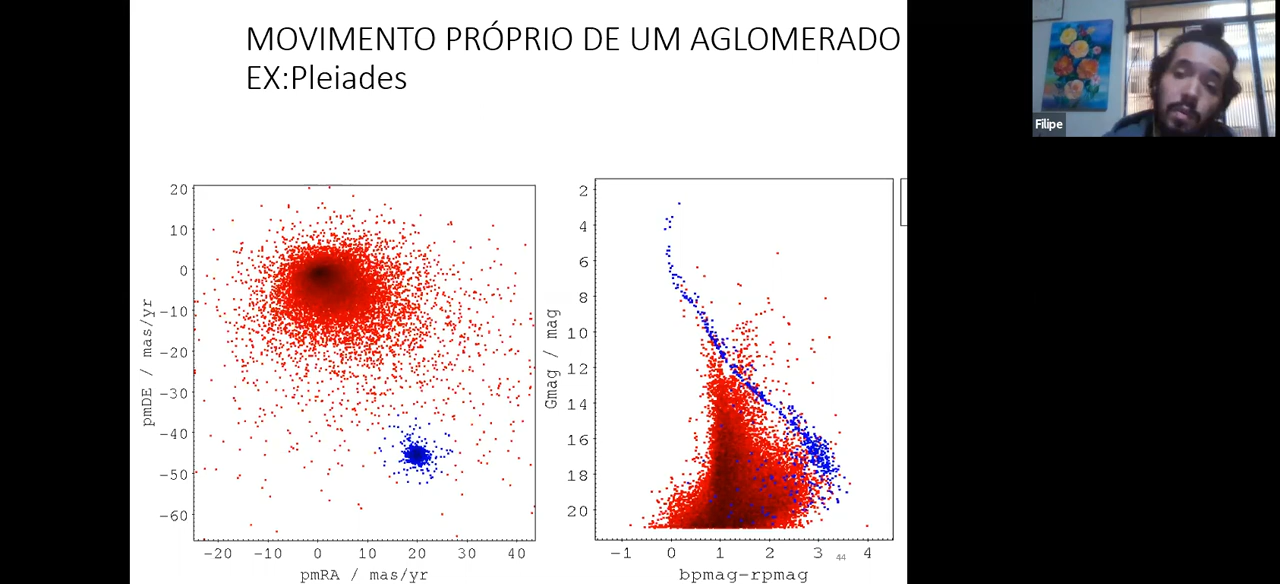 MOVIMENTO PRÓPRIO DE UM AGLOMERADO
EX:Pleiades
Filipe
20
10
0
-10
-20
-30
-40
-50
-60
pmDE / mas/yr
-20 -10 0 10 20 30 40
pmRA / mas/yr
2
4
6
8
10
12
14
16
18
20
Gmag / mag
-1 0 1 2 3 4
44
bpmag-rpmag